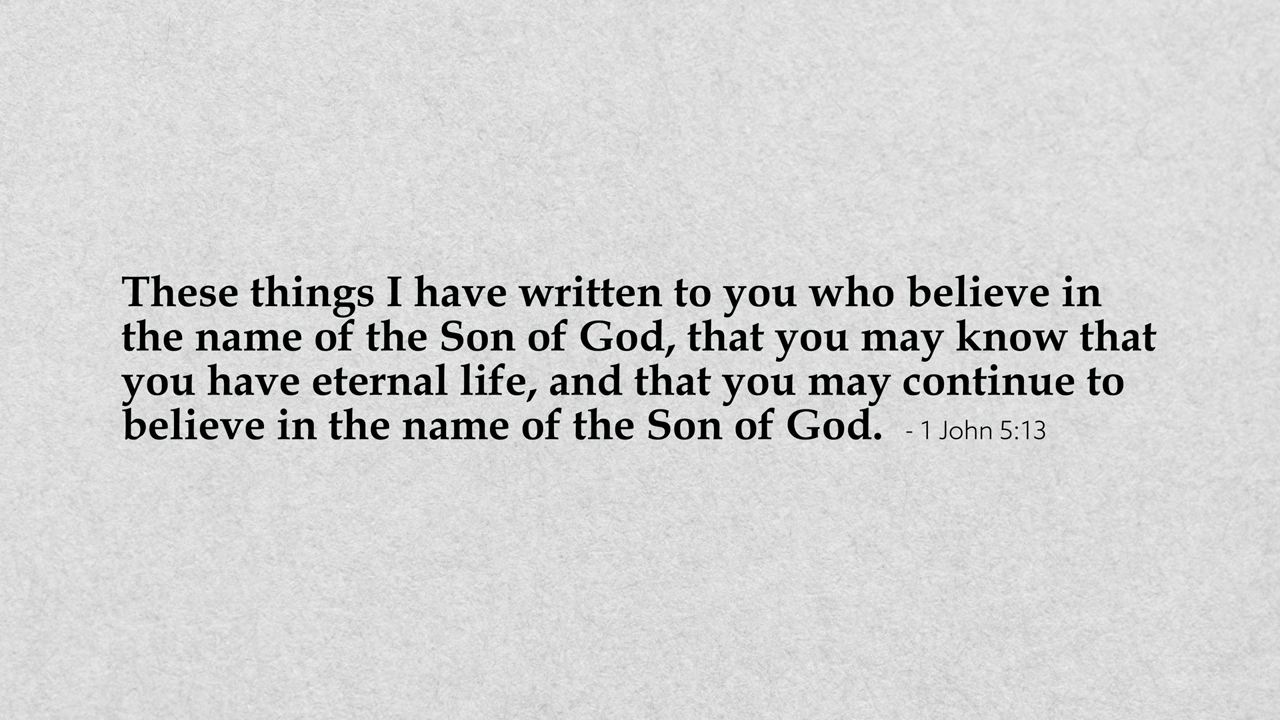 These things I have written to you who believe in
the name of the Son of God, that you may know that
you have eternal life, and that you may continue to
believe in the name of the Son of God. - 1 John 5:13